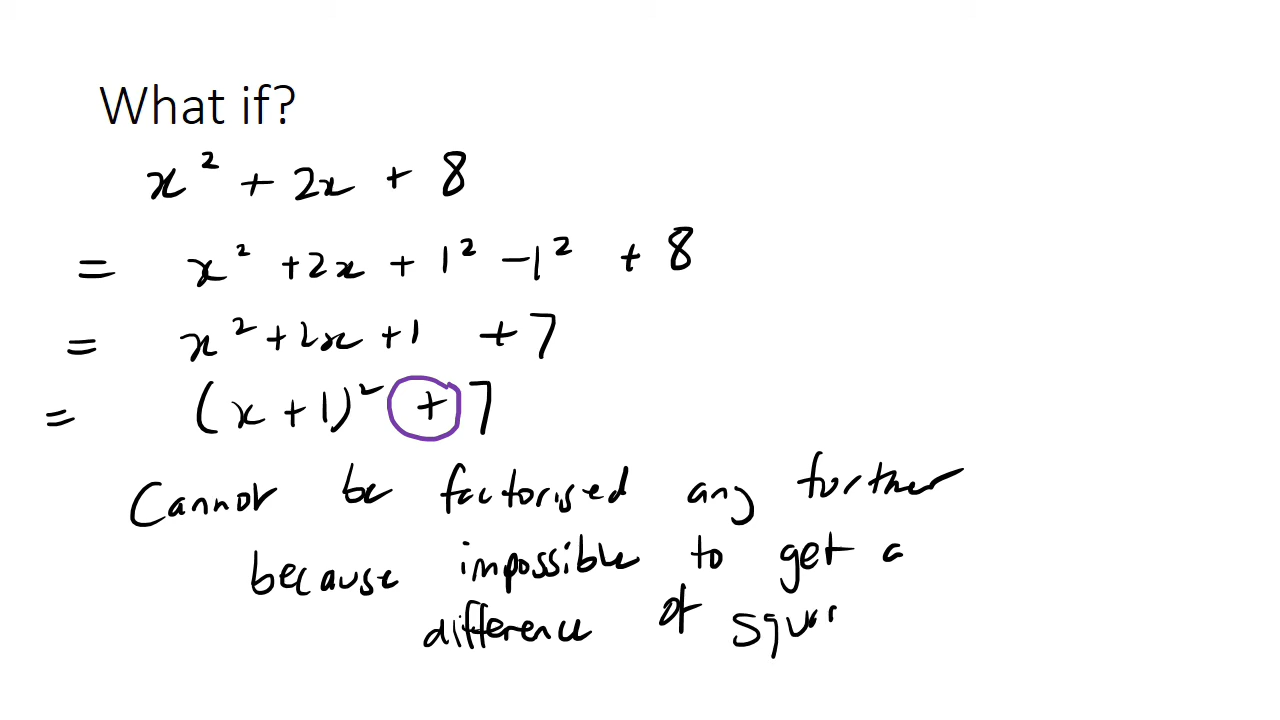 What if?
x² + 2x + 8
= x² + 2x + 1² - 1² + 8
= x² + 2x + 1 + 7
= (x + 1)² + 7
Cannot be factorised any further
because impossible to get a
difference of squar